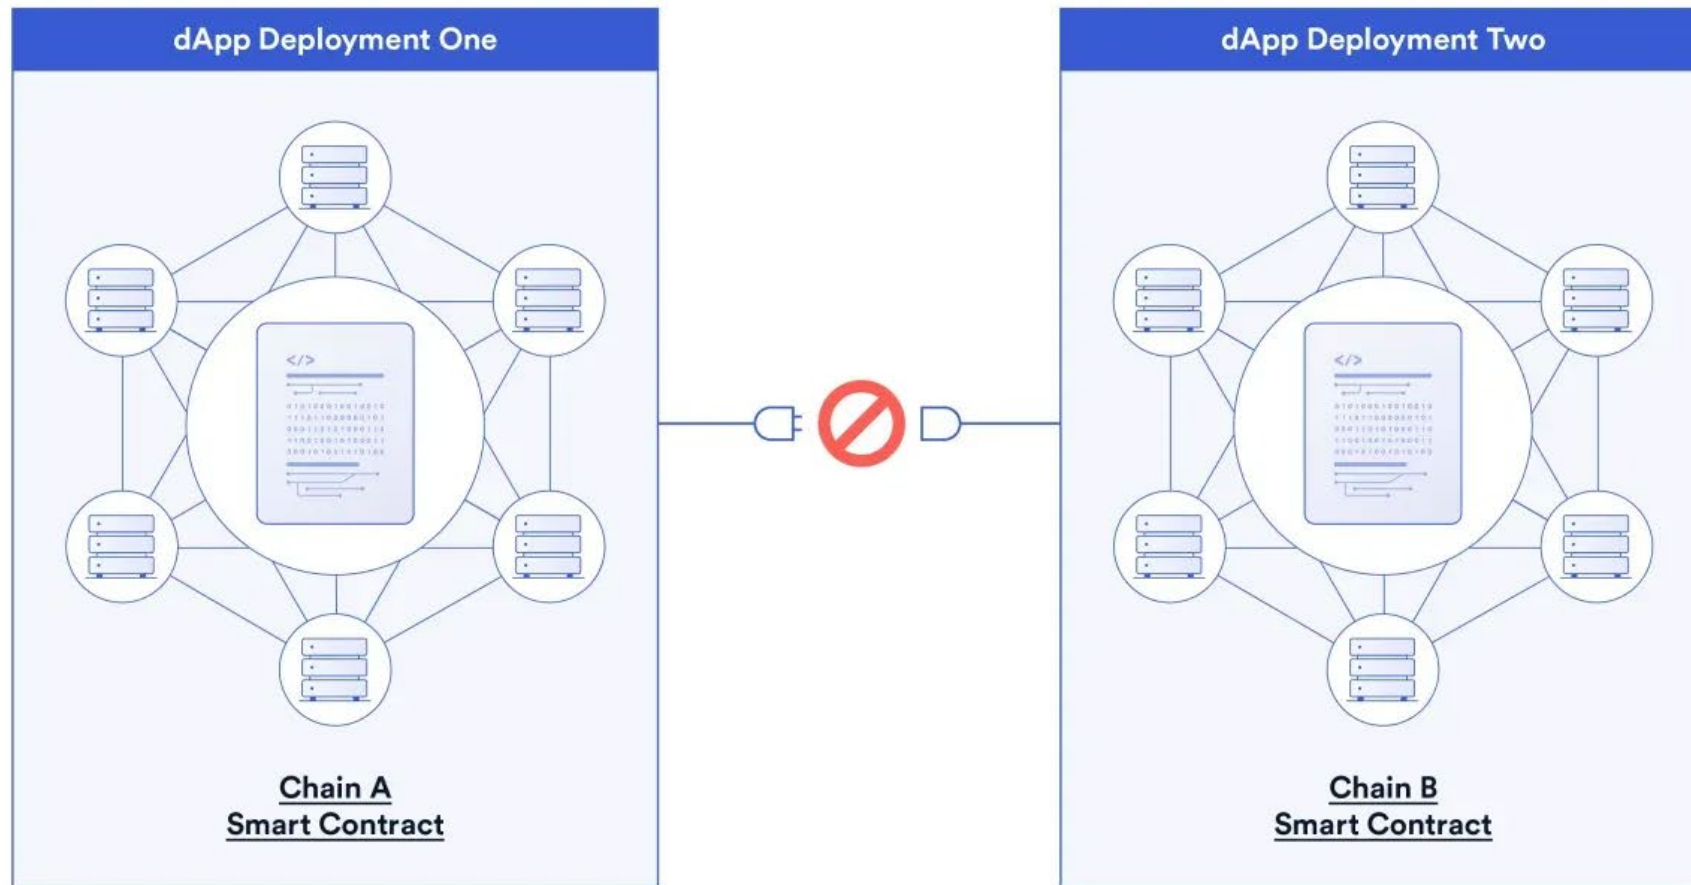 dApp Deployment One
dApp Deployment Two
</>
</>
Chain A
Smart Contract
Chain B
Smart Contract